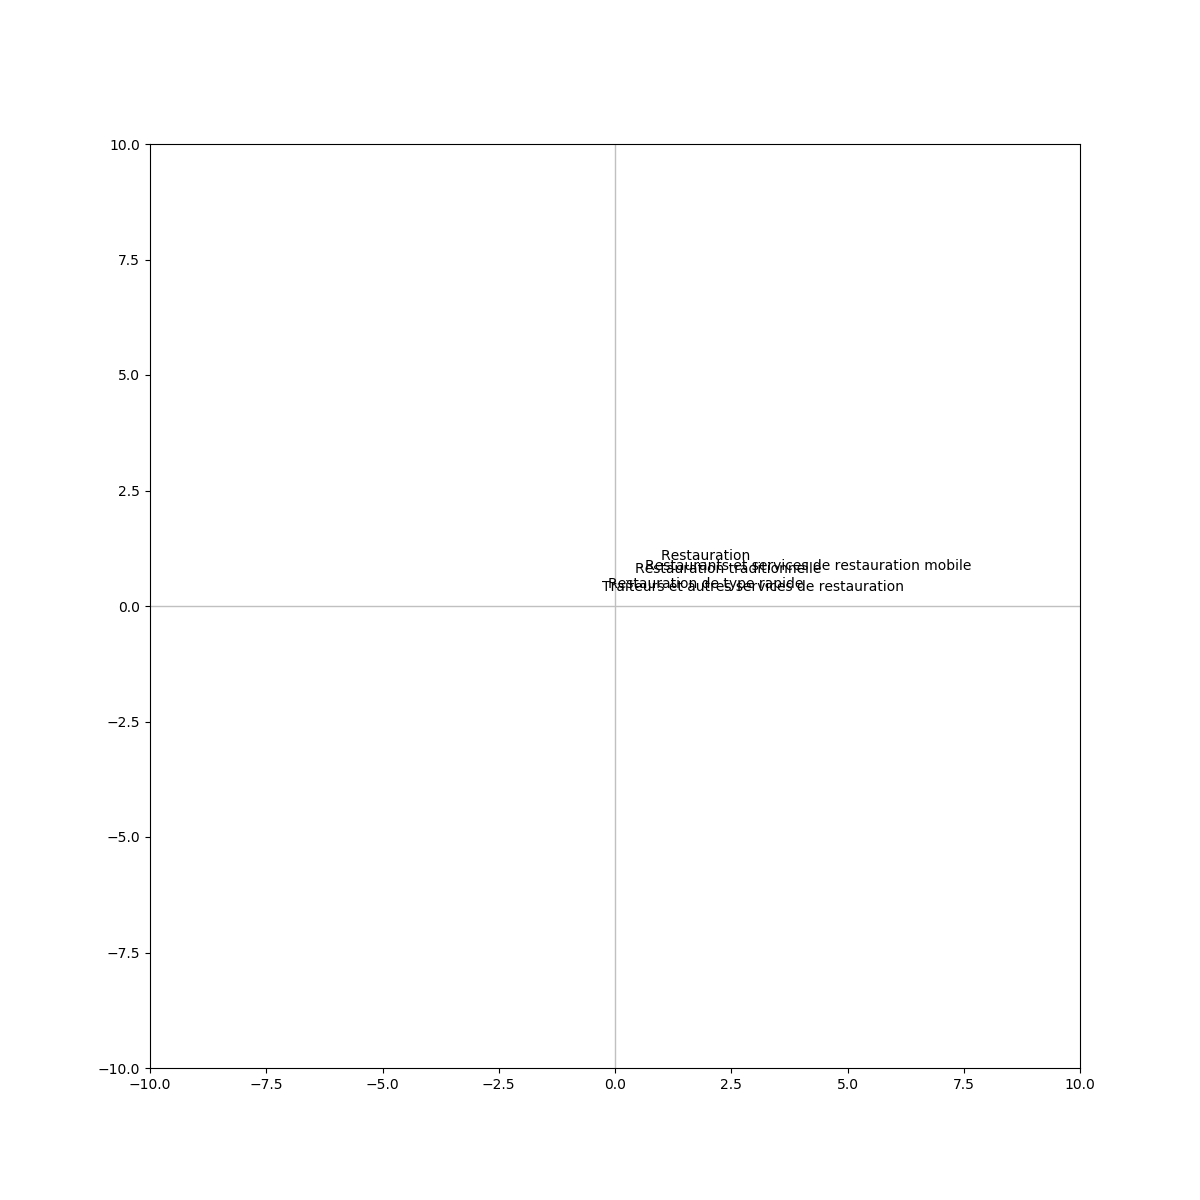 10.0
7.5
5.0
2.5
Restauration
Restaurants et services de restauration mobile
Restauration traditionnelle
Restauration de type rapide
Traiteurs et autres services de restauration
0.0
−2.5
−5.0
−7.5
−10.0
−10.0 −7.5 −5.0 −2.5 0.0 2.5 5.0 7.5 10.0